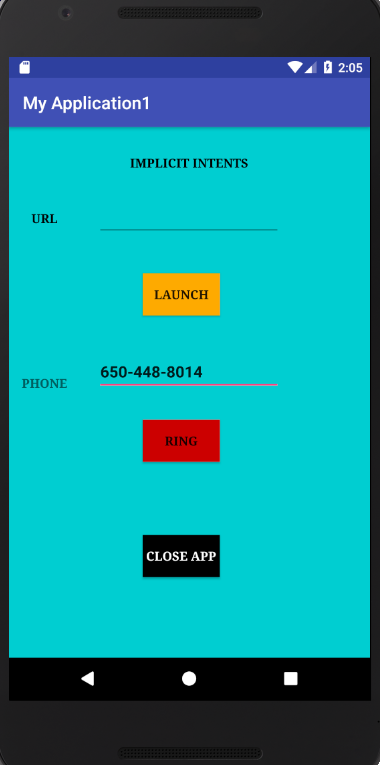 2:05
My Application1
IMPLICIT INTENTS
URL
LAUNCH
650-448-8014
PHONE
RING
CLOSE APP